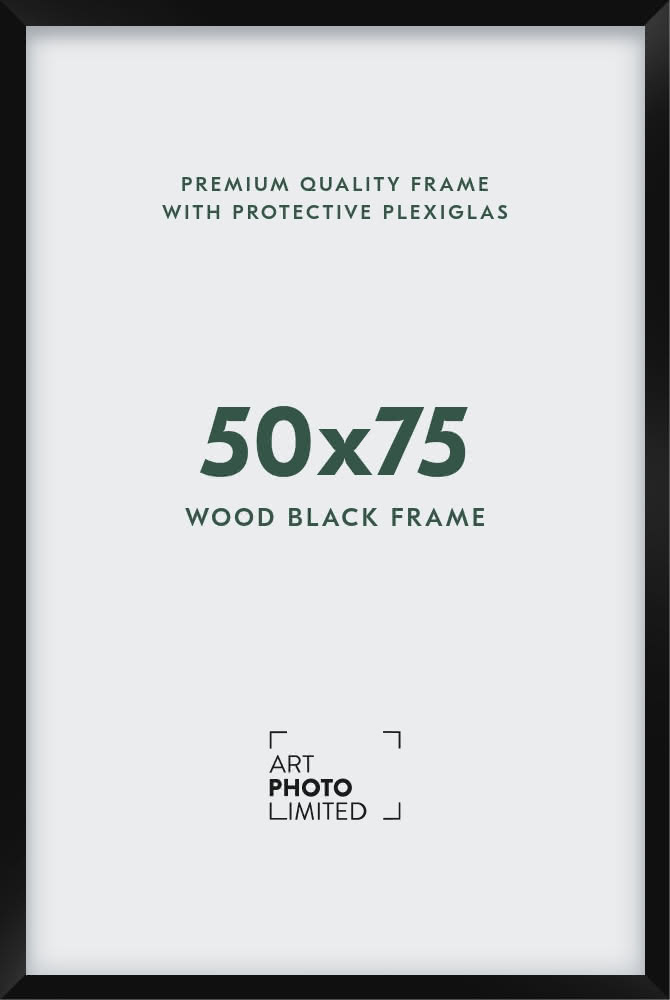 PREMIUM QUALITY FRAME
WITH PROTECTIVE PLEXIGLAS
50x75
WOOD BLACK FRAME
ART
PHOTO
LIMITED